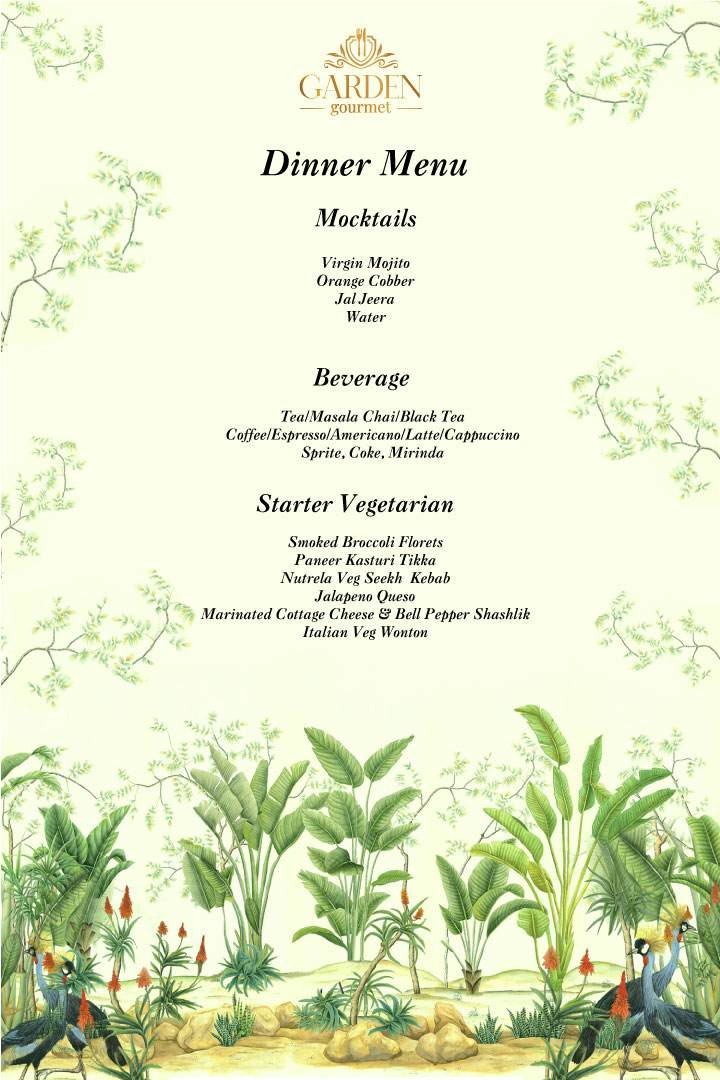 GARDEN
gourmet
Dinner Menu
Mocktails
Virgin Mojito
Orange Cobber
Jal Jeera
Water
Beverage
Tea/Masala Chai/Black Tea
Coffee/Espresso/Americano/Latte/Cappuccino
Sprite, Coke, Mirinda
Starter Vegetarian
Smoked Broccoli Florets
Paneer Kasturi Tikka
Nutrela Veg Seekh Kebab
Jalapeno Queso
Marinated Cottage Cheese & Bell Pepper Shashlik
Italian Veg Wonton